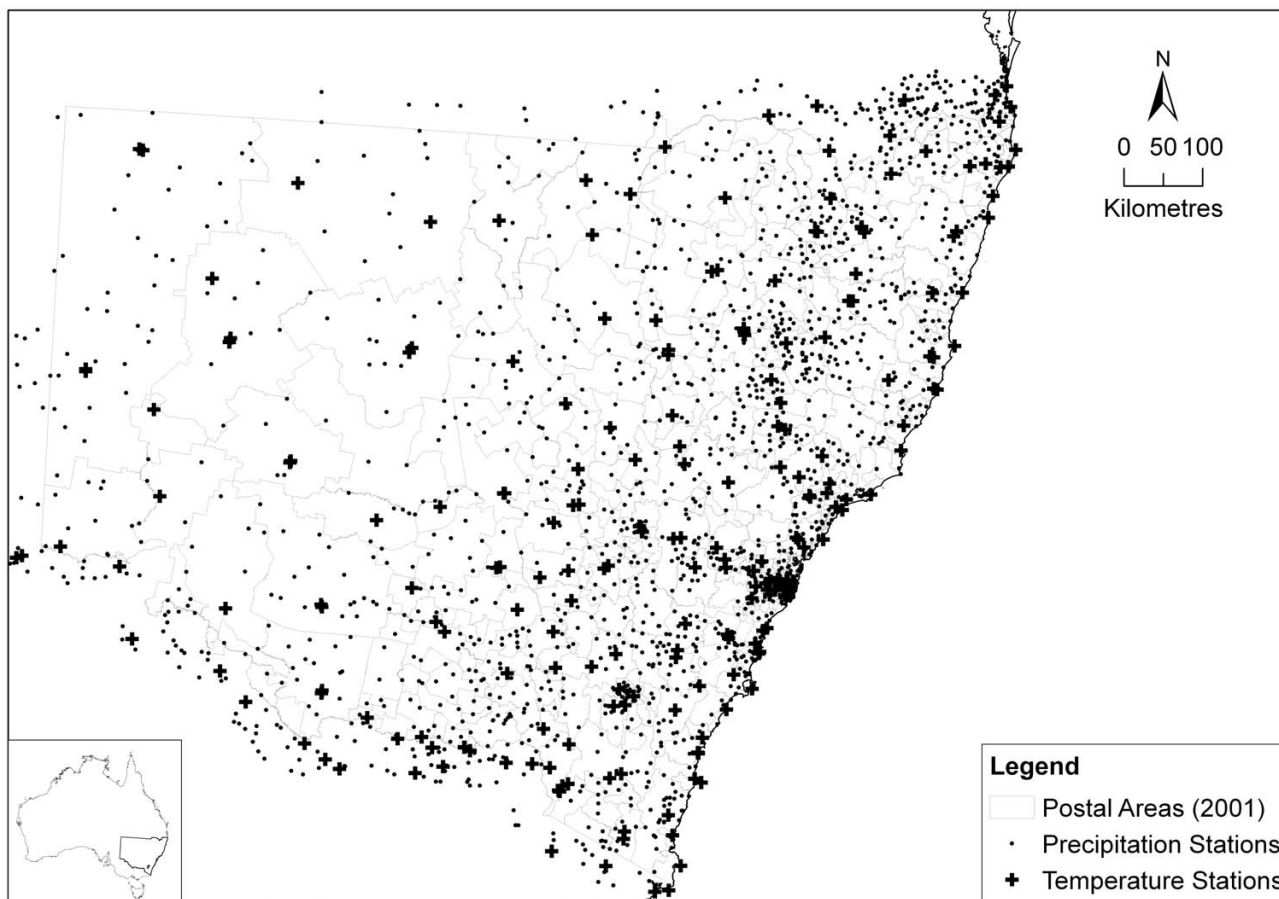 N
0 50 100
Kilometres
Legend
Postal Areas (2001)
Precipitation Stations
Temperature Stations